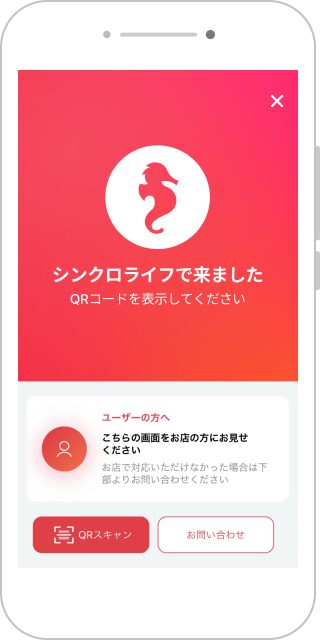 シンクロライフで来ました
QRコードを表示してください
ユーザーの方へ
こちらの画面をお店の方にお見せ
ください
お店で対応いただけなかった場合は下
部よりお問い合わせください
QRスキャン
お問い合わせ